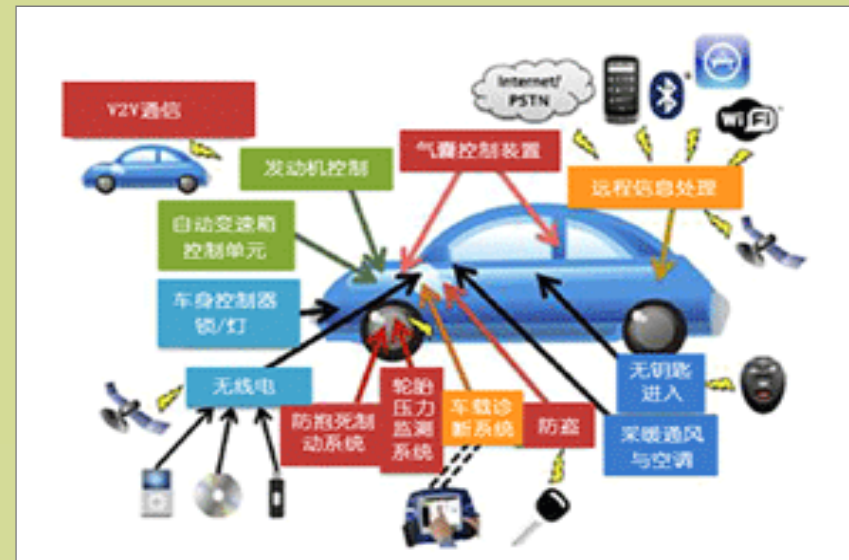 V2V通信
Internet/
PSTN
WiFi
发动机控制
气囊控制装置
远程信息处理
自动变速箱
控制单元
车身控制器
锁/灯
无线电
防抱死制
动系统
轮胎
压力
监测
系统
车载诊
断系统
防盗
无钥匙
进入
采暖通风
与空调